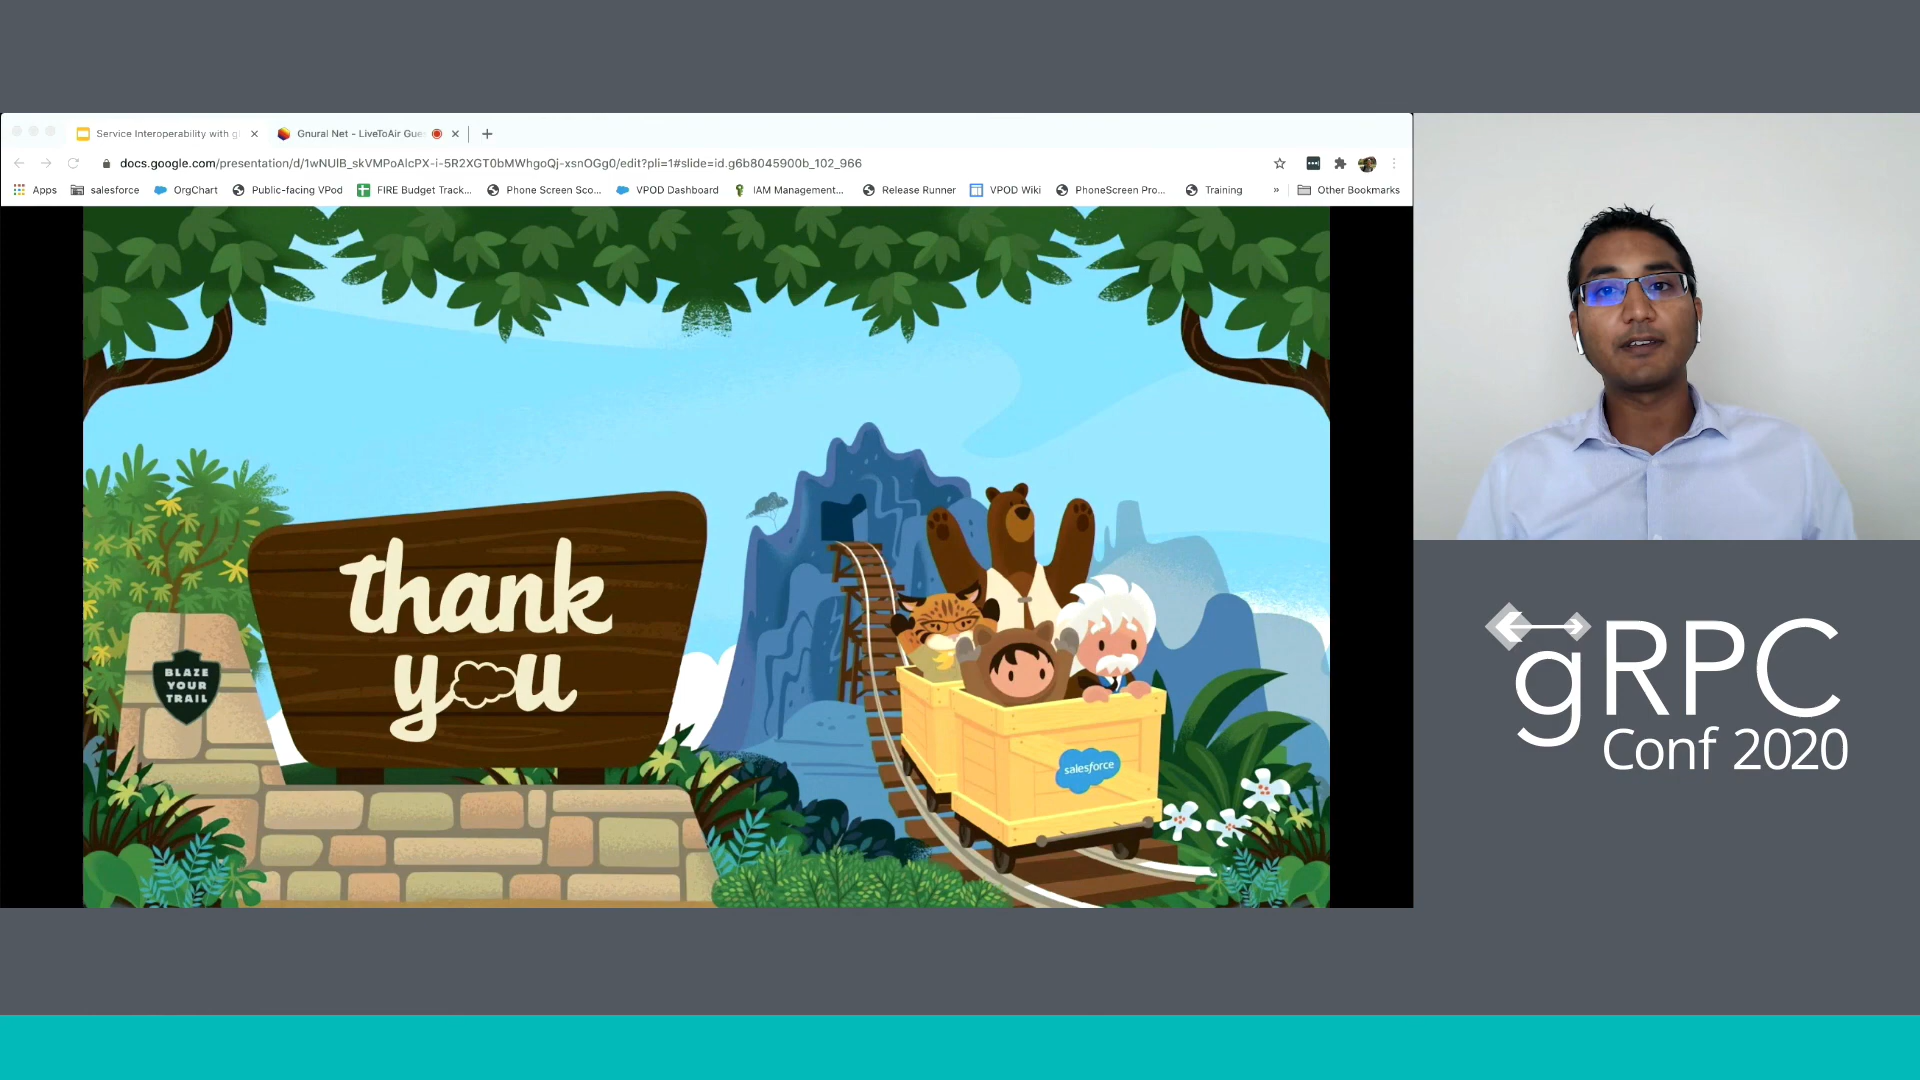 Service Interoperability with g
Gnural Net - LiveToAir Gues
docs.google.com/presentation/d/1wNUlB_skVMPoAlcPX-i-5R2XGT0bMWhgoQj-xsnOGg0/edit?pli=1#slide=id.g6b8045900b_102_966
Apps salesforce OrgChart Public-facing VPod FIRE Budget Track... Phone Screen Sco... VPOD Dashboard IAM Management... Release Runner VPOD Wiki PhoneScreen Pro... Training » Other Bookmarks
thank
you
BLAZE
YOUR
TRAIL
salesforce
gRPC
Conf 2020